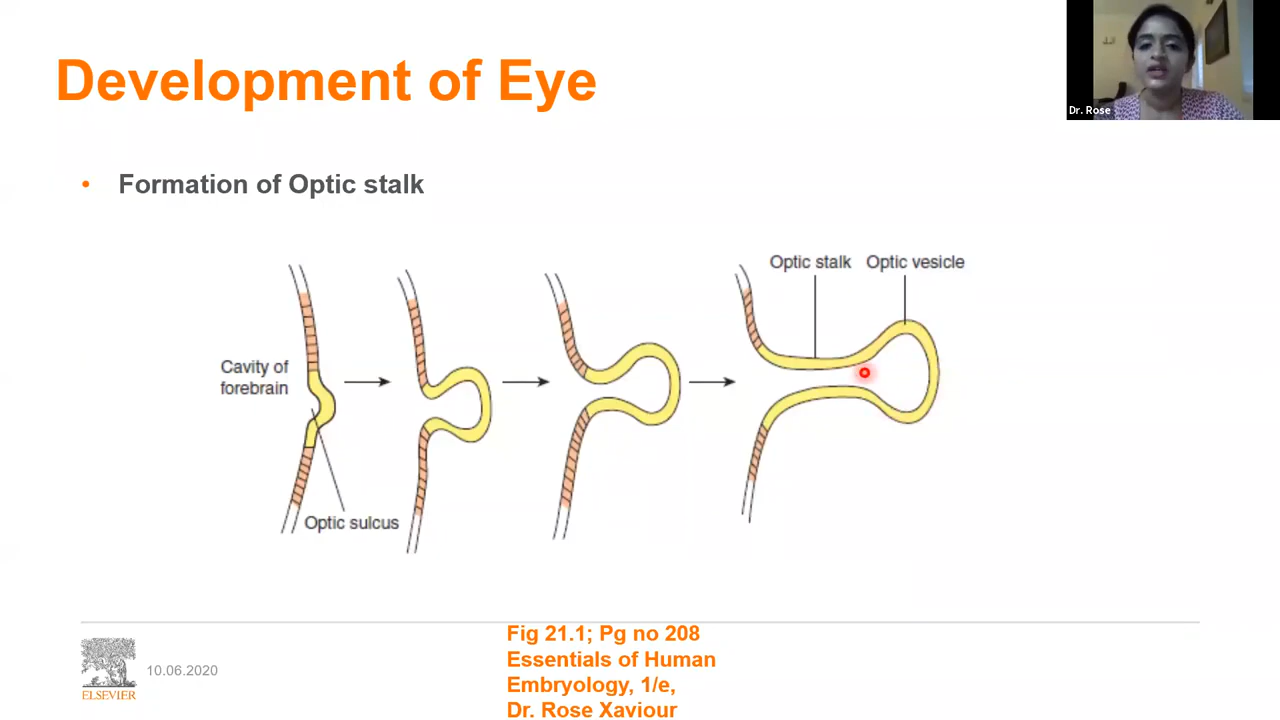 Development of Eye
Dr. Rose
• Formation of Optic stalk
Optic stalk
Optic vesicle
Cavity of
forebrain
Optic sulcus
Fig 21.1; Pg no 208
Essentials of Human
Embryology, 1/e,
Dr. Rose Xaviour
ELSEVIER
10.06.2020